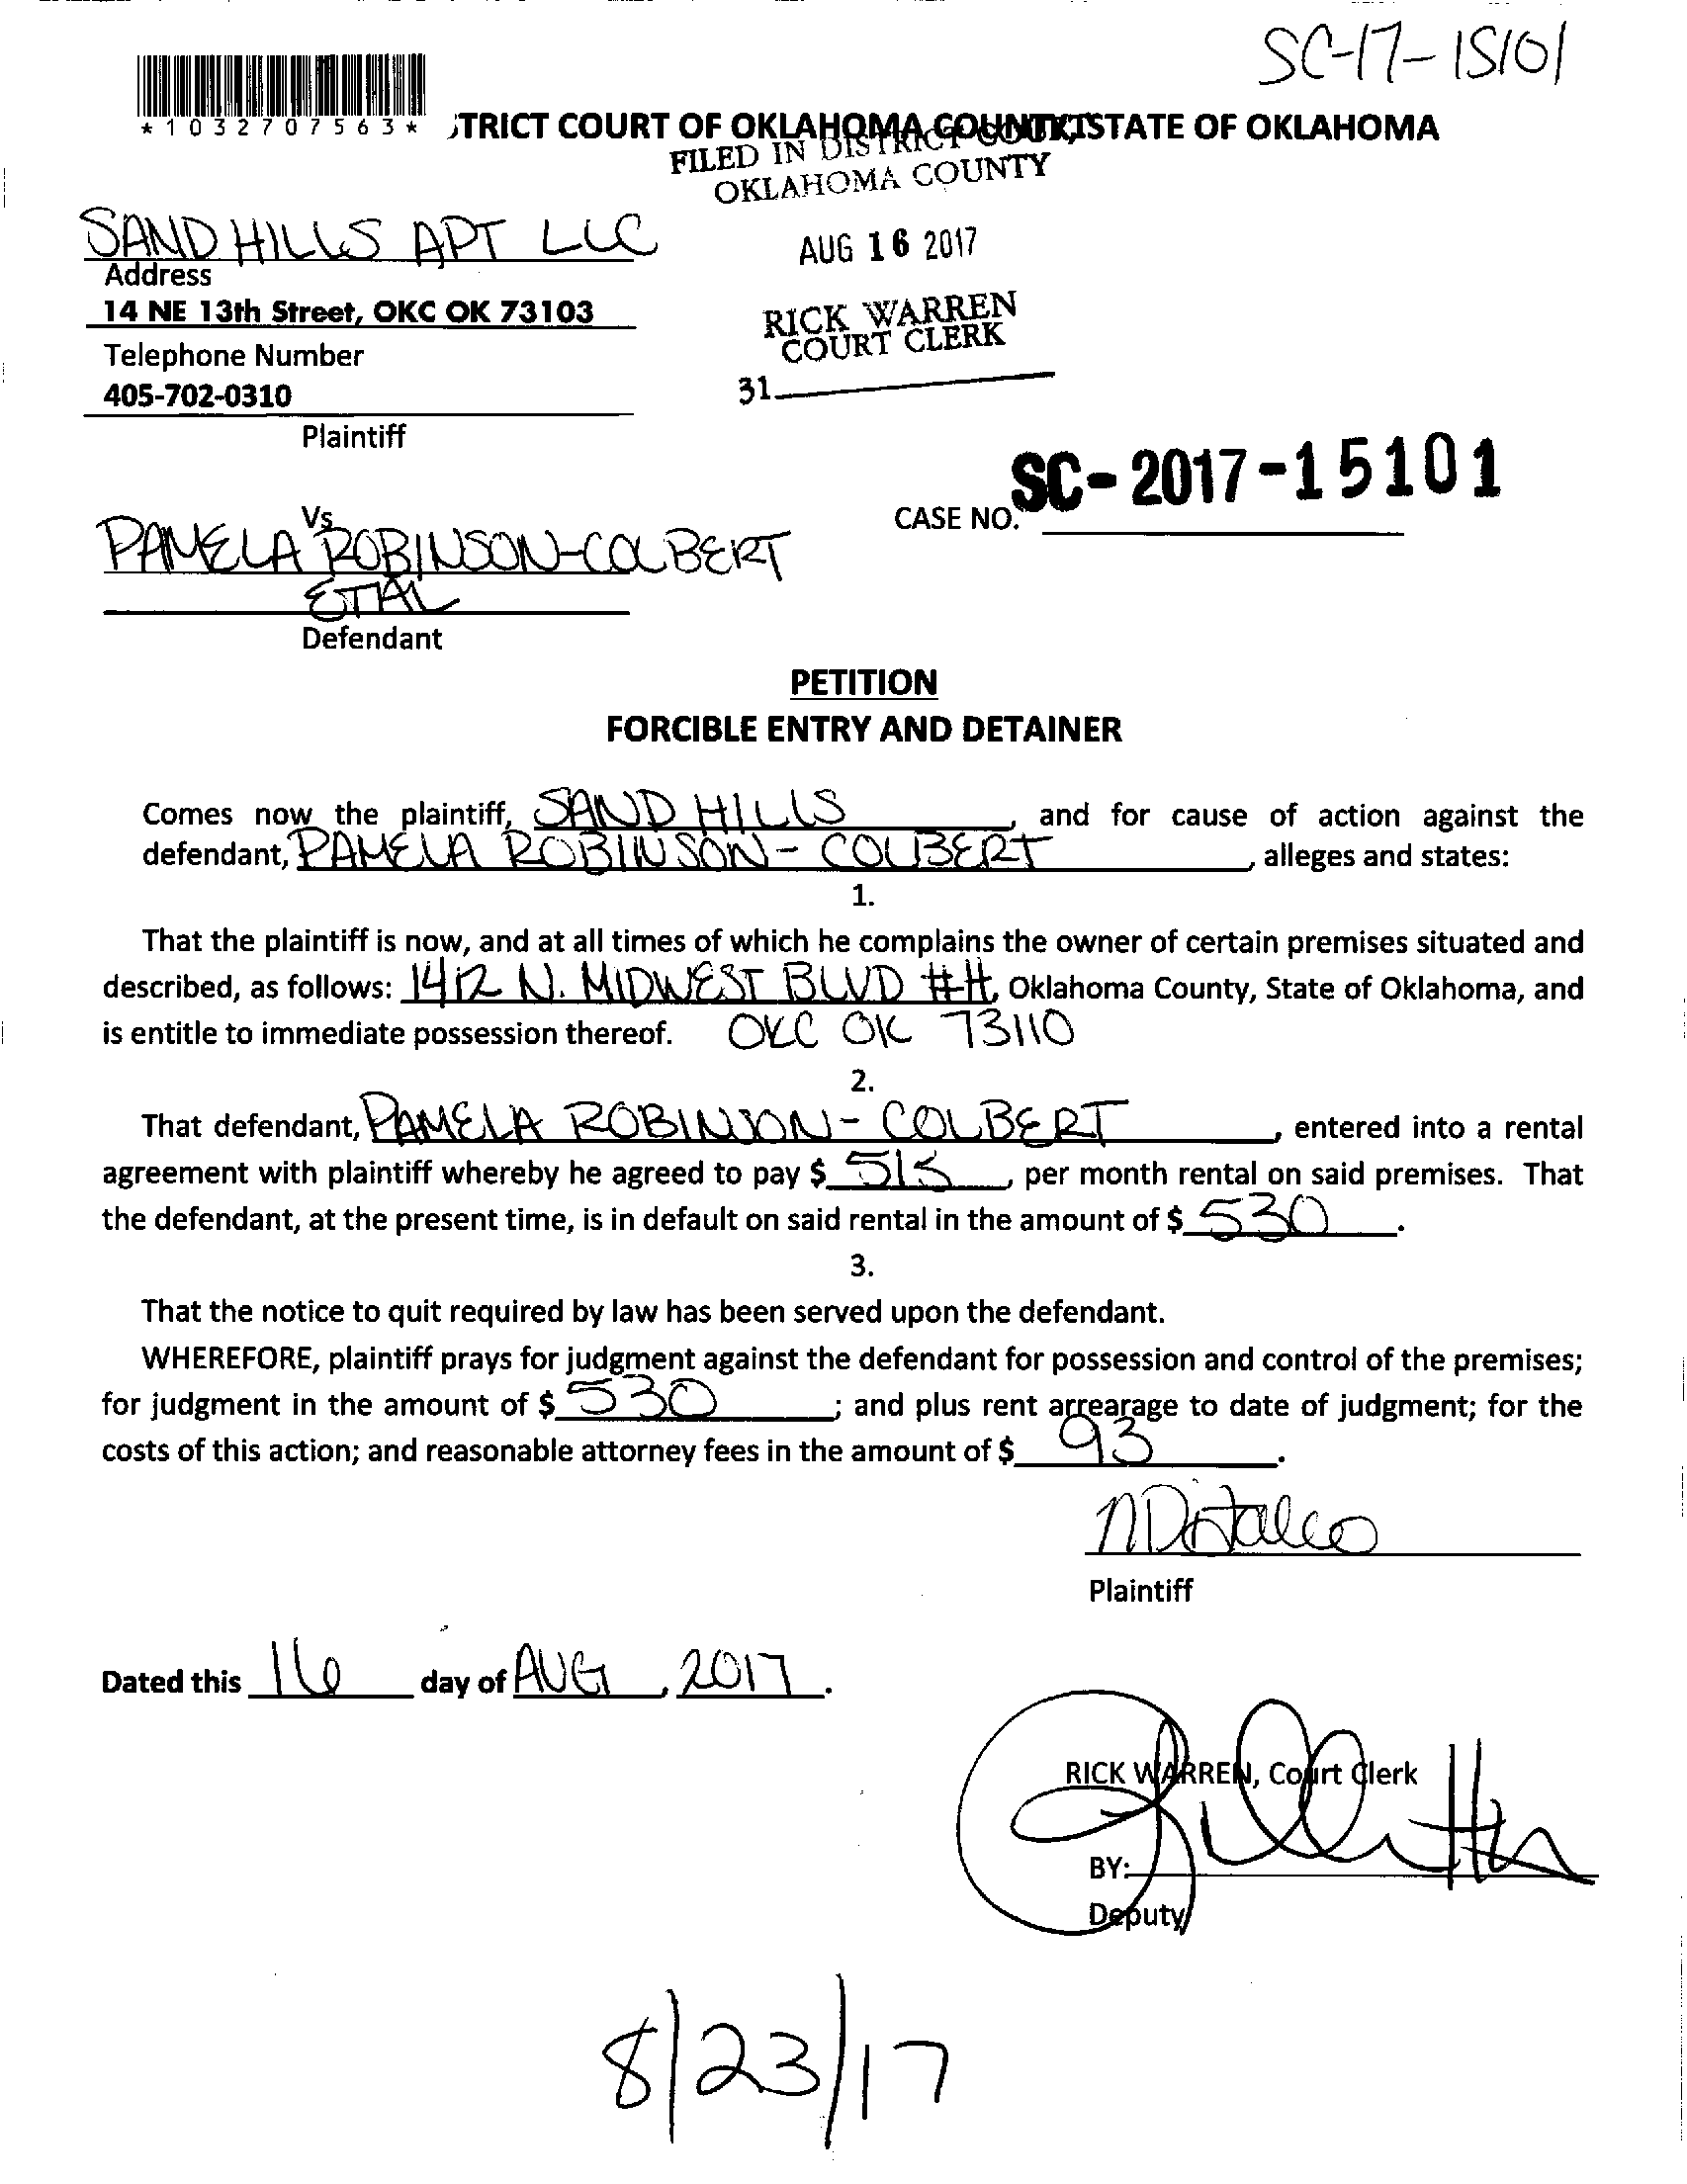 SC-17-15101
*1032707563*
STRICT COURT OF OKLAHOMA COUNTY, STATE OF OKLAHOMA
FILED IN DISTRICT COURT
OKLAHOMA COUNTY
SAND HILLS APT LLC
AUG 16 2017
Address
14 NE 13th Street, OKC OK 73103
RICK WARREN
COURT CLERK
Telephone Number
31
405-702-0310
Plaintiff
SC-2017-15101
CASE NO.
Vs
PAMELA ROBINSON-COLBERT
ETAL
Defendant
PETITION
FORCIBLE ENTRY AND DETAINER
Comes now the plaintiff, SAND HILLS, and for cause of action against the
defendant, PAMELA ROBINSON-COLBERT, alleges and states:
1.
That the plaintiff is now, and at all times of which he complains the owner of certain premises situated and
described, as follows: 1412 N. MIDWEST BLVD #H, Oklahoma County, State of Oklahoma, and
is entitle to immediate possession thereof. OKC OK 73110
2.
That defendant, PAMELA ROBINSON-COLBERT, entered into a rental
agreement with plaintiff whereby he agreed to pay $ 515, per month rental on said premises. That
the defendant, at the present time, is in default on said rental in the amount of $ 530.
3.
That the notice to quit required by law has been served upon the defendant.
WHEREFORE, plaintiff prays for judgment against the defendant for possession and control of the premises;
for judgment in the amount of $ 530; and plus rent arrearage to date of judgment; for the
costs of this action; and reasonable attorney fees in the amount of $ 93.
Plaintiff
Dated this 16 day of AUG, 2017.
RICK WARREN, Court Clerk
BY:
Deputy
8/23/17